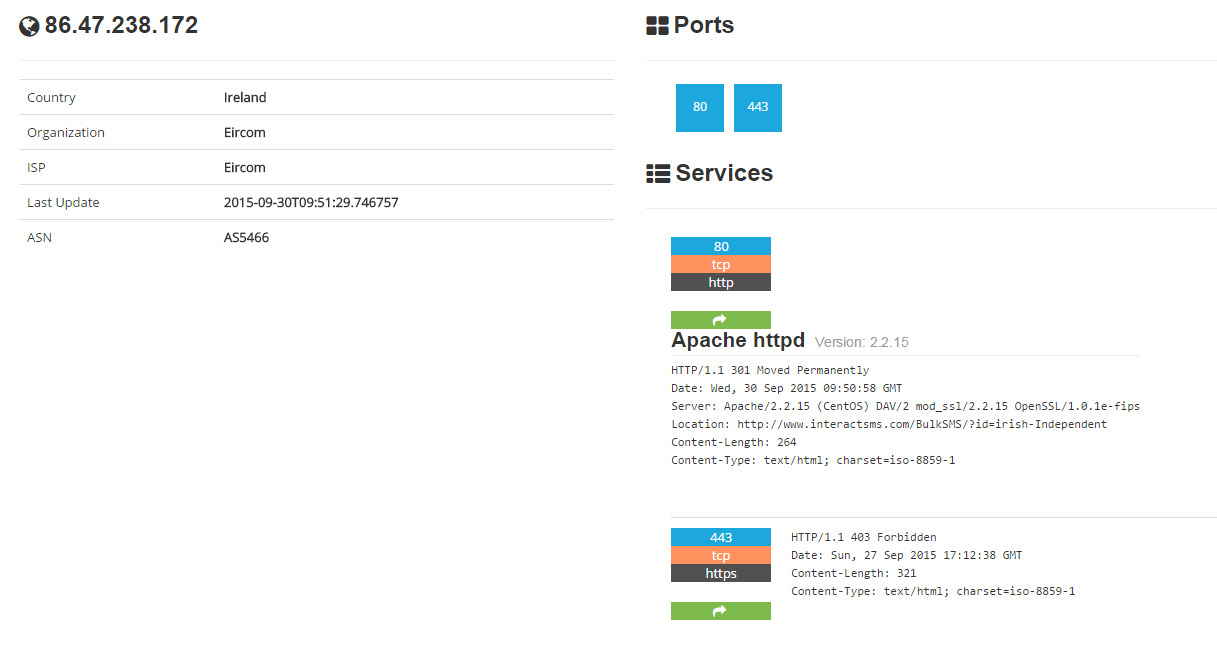 86.47.238.172
Country Ireland
Organization Eircom
ISP Eircom
Last Update 2015-09-30T09:51:29.746757
ASN AS5466
Ports
80 443
Services
80
tcp
http
Apache httpd Version: 2.2.15
HTTP/1.1 301 Moved Permanently
Date: Wed, 30 Sep 2015 09:50:58 GMT
Server: Apache/2.2.15 (CentOS) DAV/2 mod_ssl/2.2.15 OpenSSL/1.0.1e-fips
Location: http://www.interactsms.com/BulkSMS/?id=irish-Independent
Content-Length: 264
Content-Type: text/html; charset=iso-8859-1
443
tcp
https
HTTP/1.1 403 Forbidden
Date: Sun, 27 Sep 2015 17:12:38 GMT
Content-Length: 321
Content-Type: text/html; charset=iso-8859-1